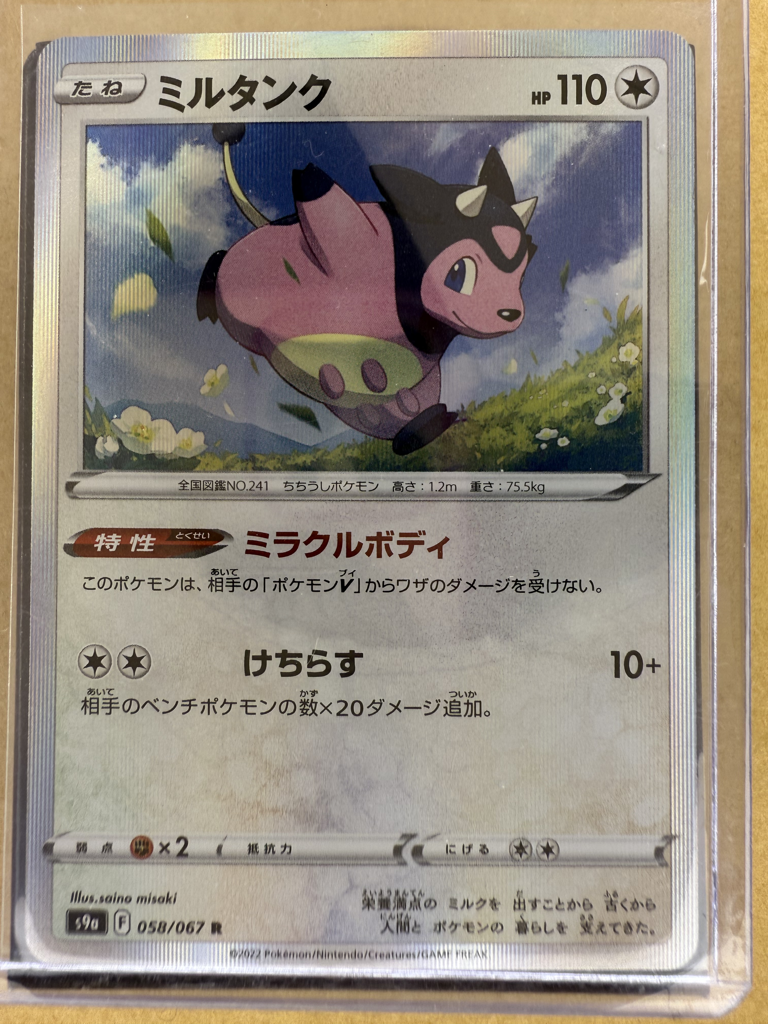 たね ミルタンク HP 110
全国図鑑NO.241 ちちうしポケモン 高さ：1.2m 重さ：75.5kg
特性 とくせい ミラクルボディ
このポケモンは、相手の「ポケモンV」からワザのダメージを受けない。
けちらす 10+
相手のベンチポケモンの数×20ダメージ追加。
弱点 ×2 抵抗力 にげる
Illus.saino misaki
栄養満点の ミルクを 出すことから 古くから
s9a F 058/067 R
人間と ポケモンの 暮らしを 支えてきた。
©2022 Pokémon/Nintendo/Creatures/GAME FREAK